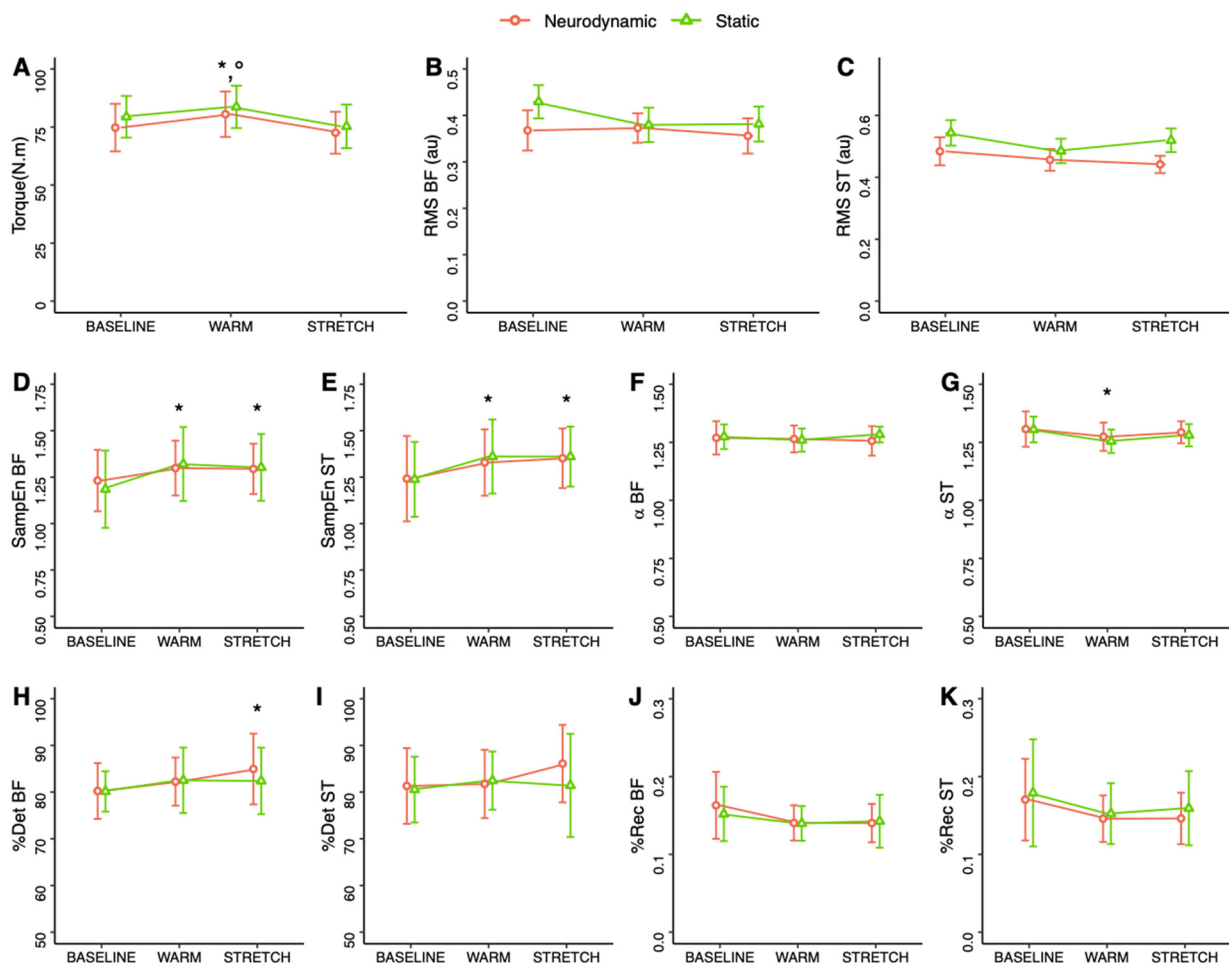 Neurodynamic Static
A
*, °
100
75
50
25
0
Torque(N.m)
BASELINE WARM STRETCH
B
0.5
0.4
0.3
0.2
0.1
0.0
RMS BF (au)
BASELINE WARM STRETCH
C
0.6
0.4
0.2
0.0
RMS ST (au)
BASELINE WARM STRETCH
D
* *
1.75
1.50
1.25
1.00
0.75
0.50
SampEn BF
BASELINE WARM STRETCH
E
* *
1.75
1.50
1.25
1.00
0.75
0.50
SampEn ST
BASELINE WARM STRETCH
F
1.50
1.25
1.00
0.75
0.50
α BF
BASELINE WARM STRETCH
G
*
1.50
1.25
1.00
0.75
0.50
α ST
BASELINE WARM STRETCH
H
*
100
90
80
70
60
50
%Det BF
BASELINE WARM STRETCH
I
100
90
80
70
60
50
%Det ST
BASELINE WARM STRETCH
J
0.3
0.2
0.1
0.0
%Rec BF
BASELINE WARM STRETCH
K
0.3
0.2
0.1
0.0
%Rec ST
BASELINE WARM STRETCH